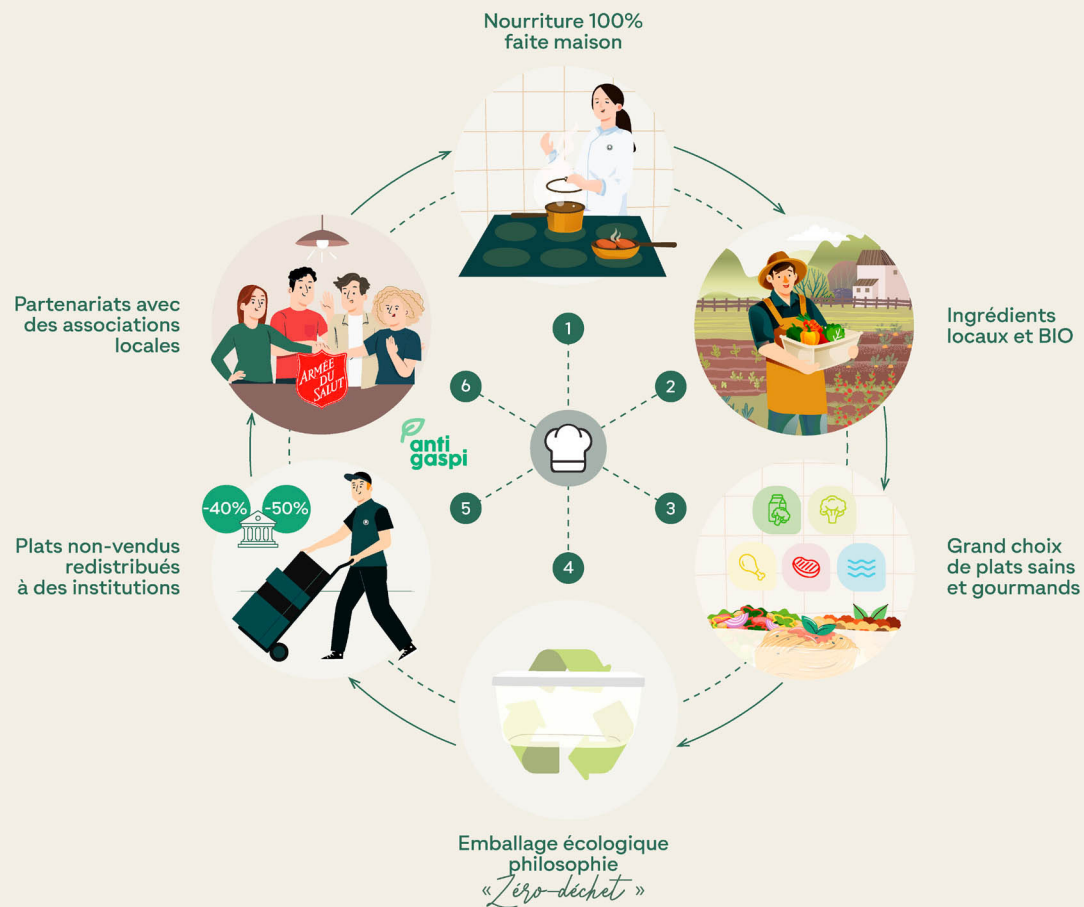 Nourriture 100%
faite maison
Partenariats avec
des associations
locales
ARMÉE
DU
SALUT
Ingrédients
locaux et BIO
1
6
2
anti
gaspi
5
3
4
-40%
-50%
Plats non-vendus
redistribués
à des institutions
Grand choix
de plats sains
et gourmands
Emballage écologique
philosophie
« Zéro-déchet »